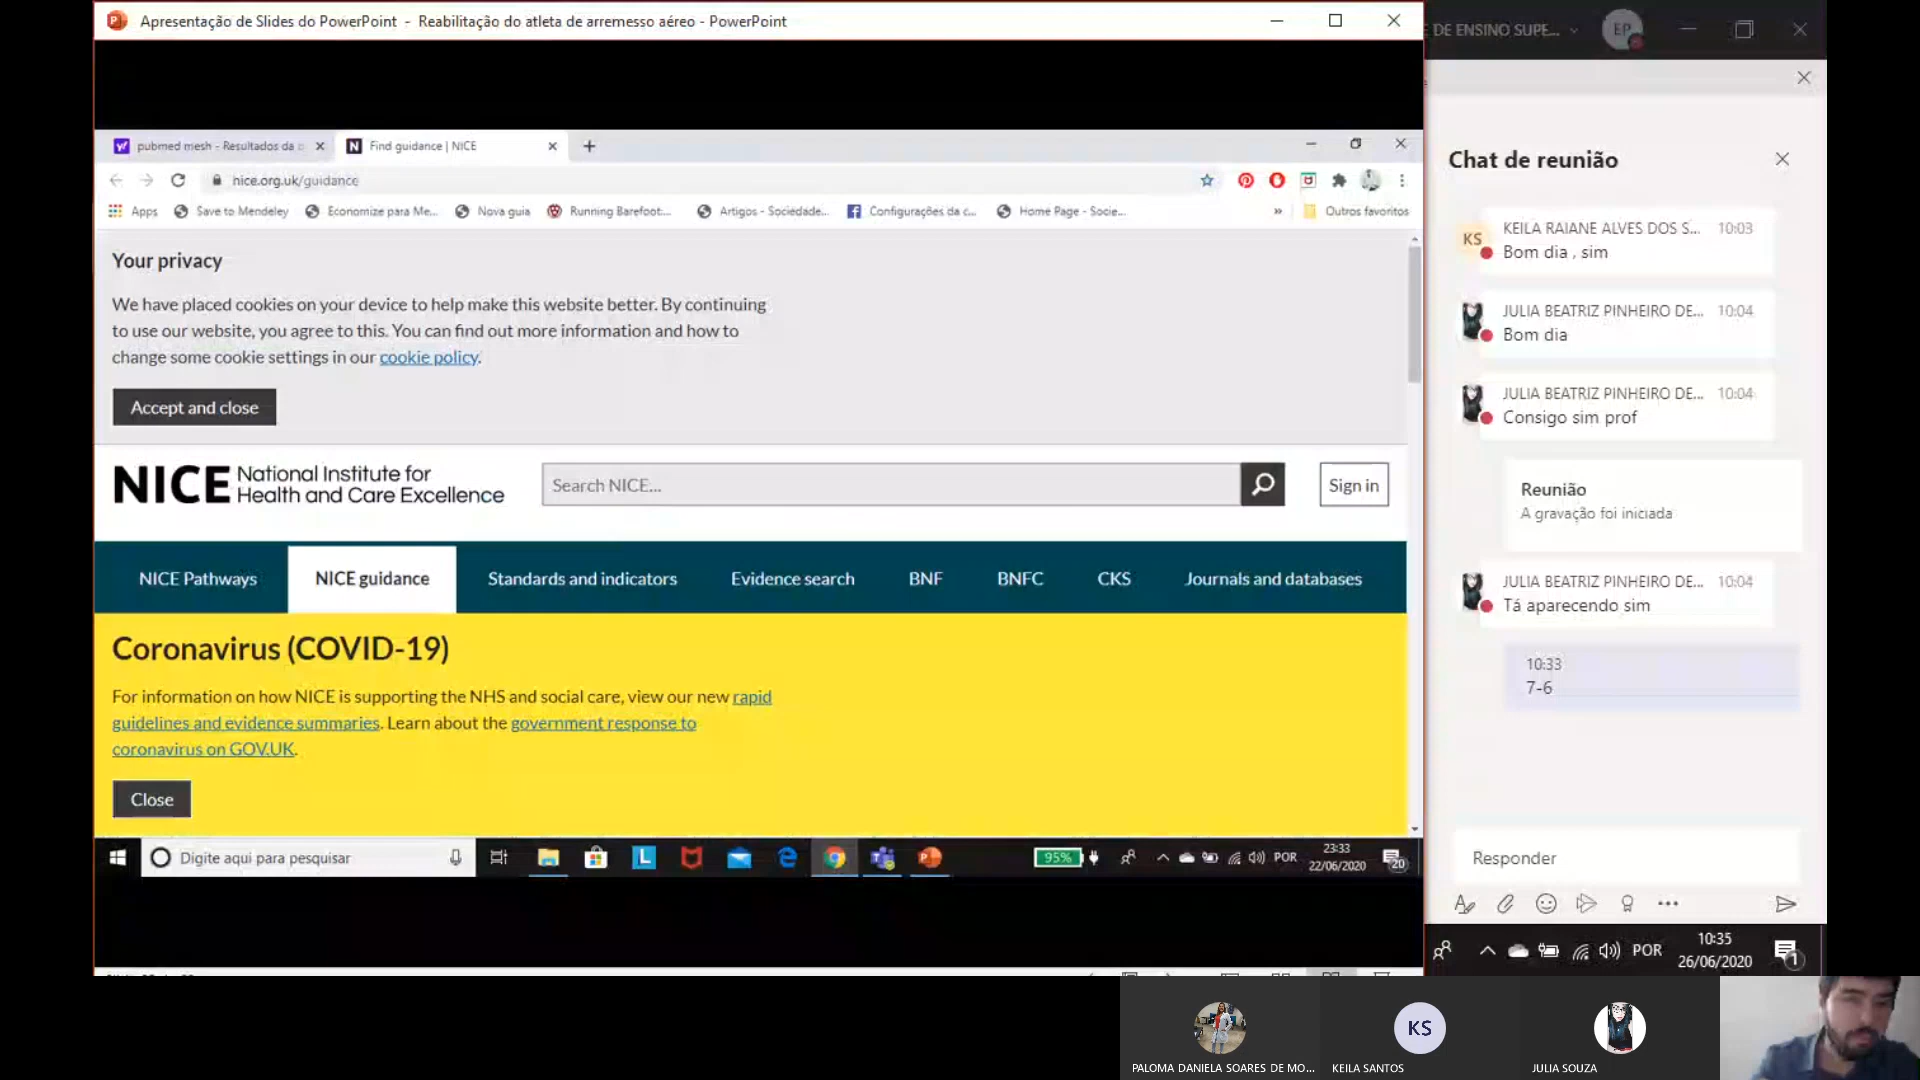 Apresentação de Slides do PowerPoint - Reabilitação do atleta de arremesso aéreo - PowerPoint
DE ENSINO SUPE...
EP
pubmed mesh - Resultados da
Find guidance | NICE
nice.org.uk/guidance
Apps
Save to Mendeley
Economize para Me...
Nova guia
Running Barefoot...
Artigos - Sociedade...
Configurações da c...
Home Page - Socie...
»
Outros favoritos
Your privacy
We have placed cookies on your device to help make this website better. By continuing
to use our website, you agree to this. You can find out more information and how to
change some cookie settings in our cookie policy.
Accept and close
NICE National Institute for
Health and Care Excellence
Search NICE...
Sign in
NICE Pathways
NICE guidance
Standards and indicators
Evidence search
BNF
BNFC
CKS
Journals and databases
Coronavirus (COVID-19)
For information on how NICE is supporting the NHS and social care, view our new rapid
guidelines and evidence summaries. Learn about the government response to
coronavirus on GOV.UK.
Close
Digite aqui para pesquisar
95%
POR
23:33
22/06/2020
20
Chat de reunião
KS
KEILA RAIANE ALVES DOS S... 10:03
Bom dia , sim
JULIA BEATRIZ PINHEIRO DE... 10:04
Bom dia
JULIA BEATRIZ PINHEIRO DE... 10:04
Consigo sim prof
Reunião
A gravação foi iniciada
JULIA BEATRIZ PINHEIRO DE... 10:04
Tá aparecendo sim
10:33
7-6
Responder
POR
10:35
26/06/2020
1
KS
PALOMA DANIELA SOARES DE MO...
KEILA SANTOS
JULIA SOUZA